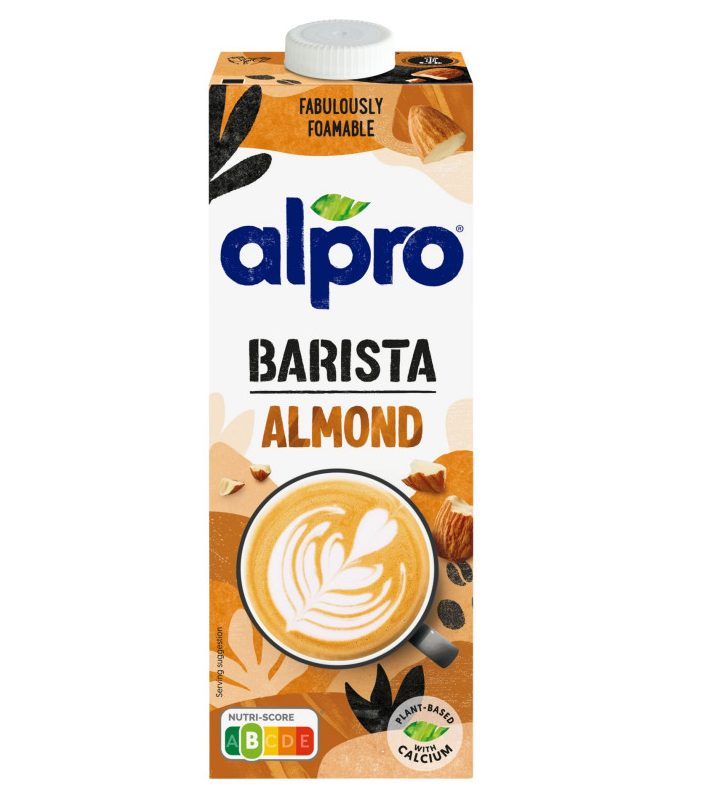 FABULOUSLY
FOAMABLE
alpro®
BARISTA
ALMOND
Serving suggestion
NUTRI-SCORE
A B C D E
PLANT-BASED
WITH
CALCIUM